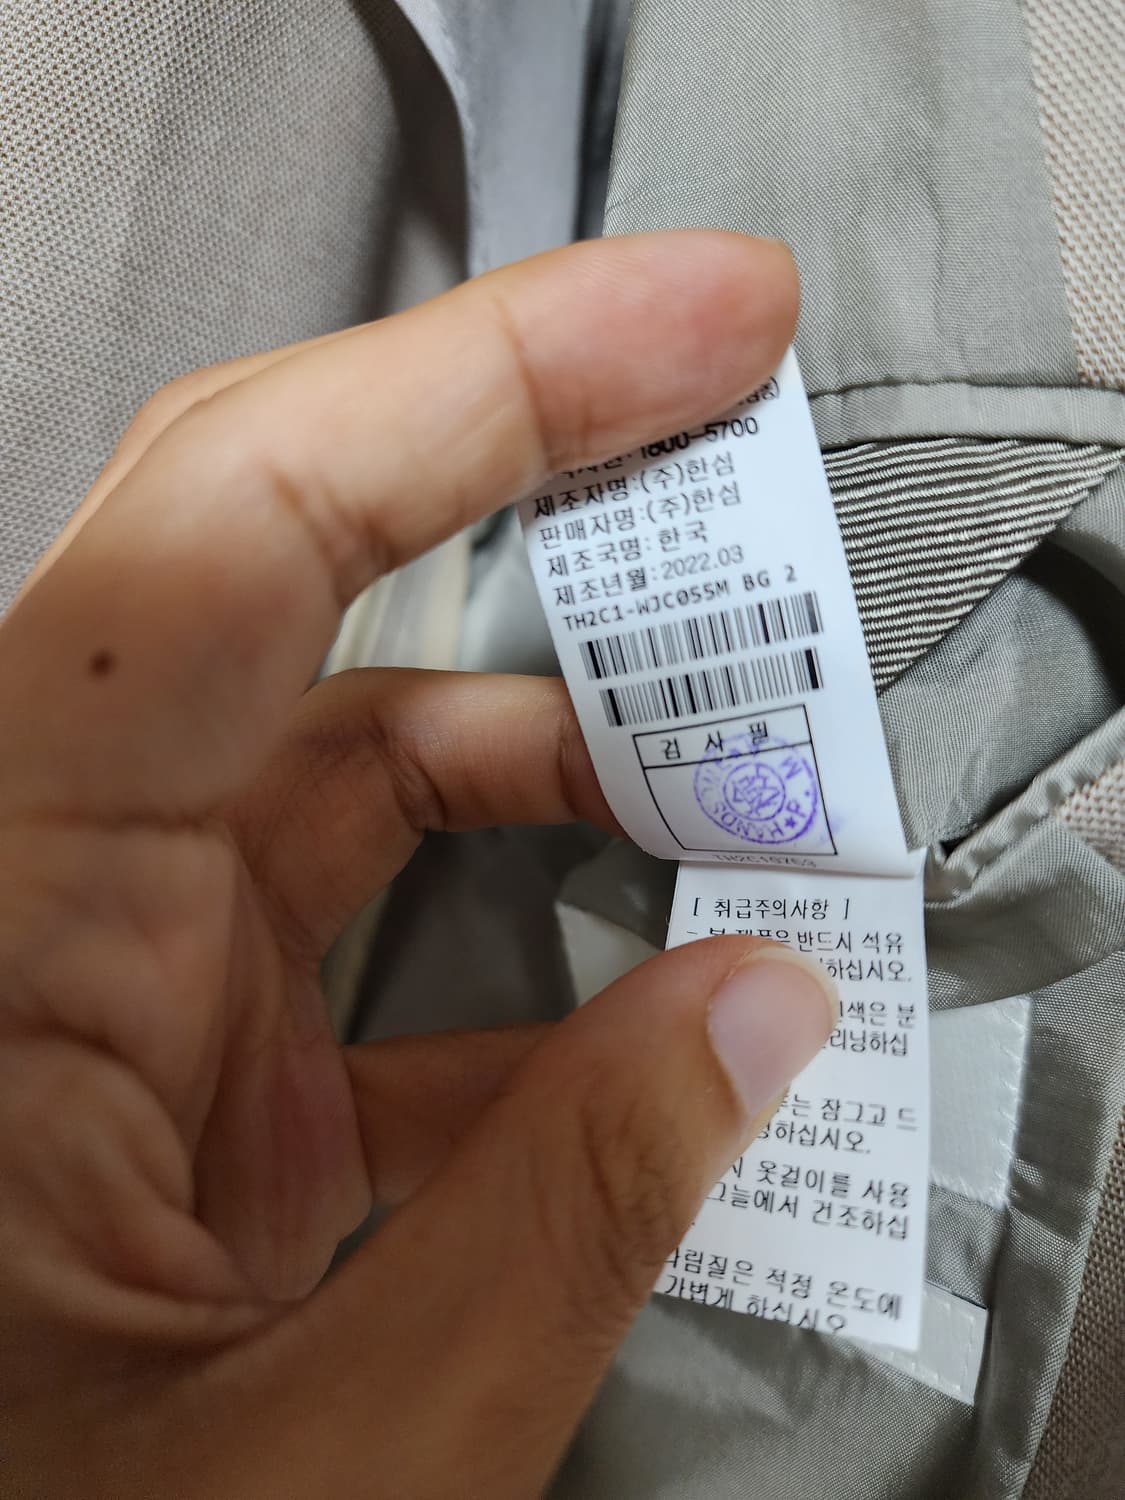 1800-5700
제조자명:(주)한섬
판매자명:(주)한섬
제조국명:한국
제조년월:2022.03
TH2C1-WJC055M BG 2
검 사 필
HANDSOME P.M
[ 취급주의사항 ]
- 본 제품은 반드시 석유
하십시오.
색은 분
리닝하십
는 잠그고 드
하십시오.
시 옷걸이를 사용
그늘에서 건조하십
다림질은 적정 온도에
가볍게 하십시오